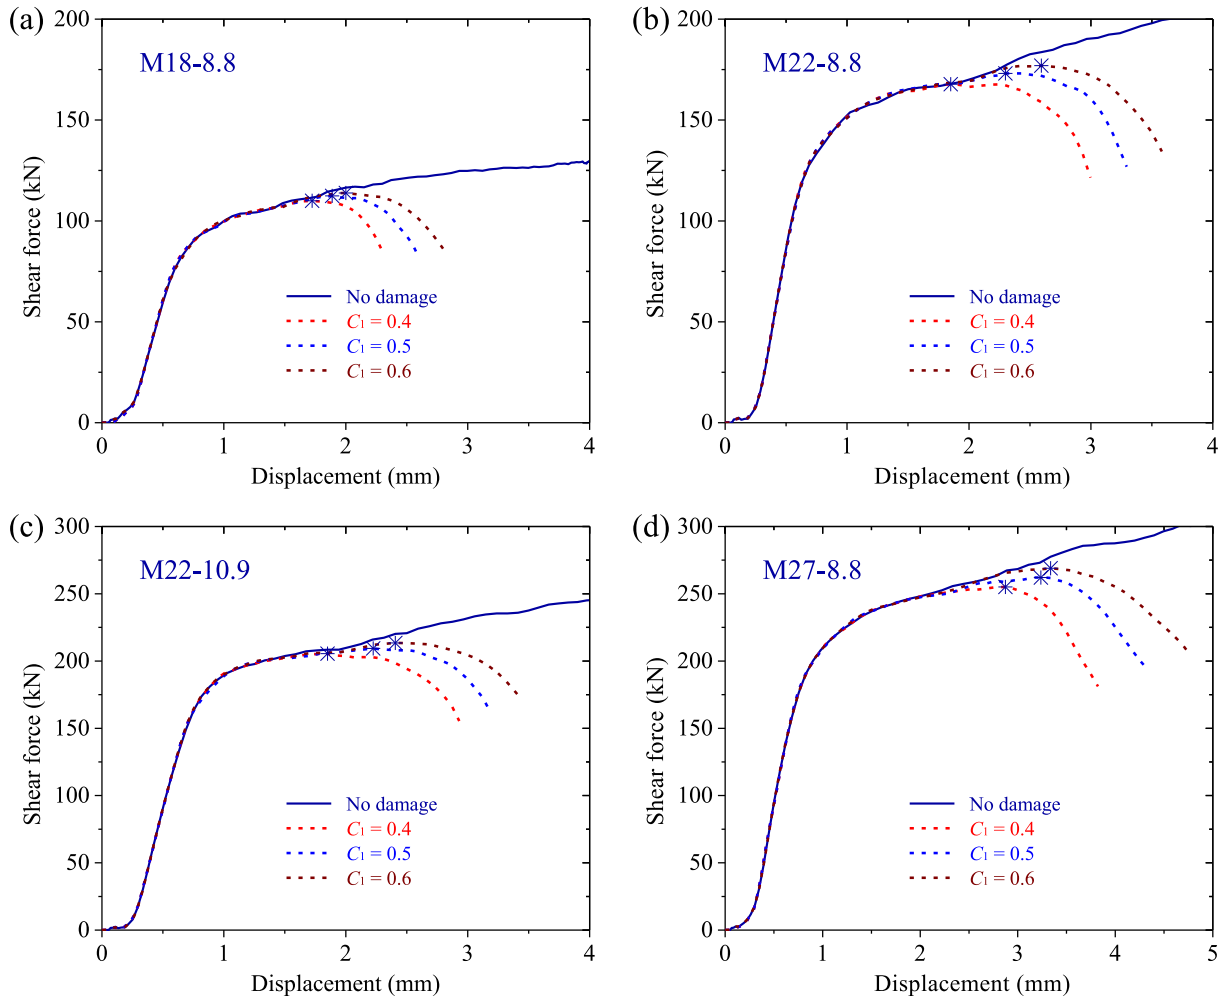 (a)
M18-8.8
200
150
100
50
0
Shear force (kN)
No damage
C₁ = 0.4
C₁ = 0.5
C₁ = 0.6
0 1 2 3 4
Displacement (mm)
(b)
M22-8.8
200
150
100
50
0
Shear force (kN)
No damage
C₁ = 0.4
C₁ = 0.5
C₁ = 0.6
0 1 2 3 4
Displacement (mm)
(c)
M22-10.9
300
250
200
150
100
50
0
Shear force (kN)
No damage
C₁ = 0.4
C₁ = 0.5
C₁ = 0.6
0 1 2 3 4
Displacement (mm)
(d)
M27-8.8
300
250
200
150
100
50
0
Shear force (kN)
No damage
C₁ = 0.4
C₁ = 0.5
C₁ = 0.6
0 1 2 3 4 5
Displacement (mm)